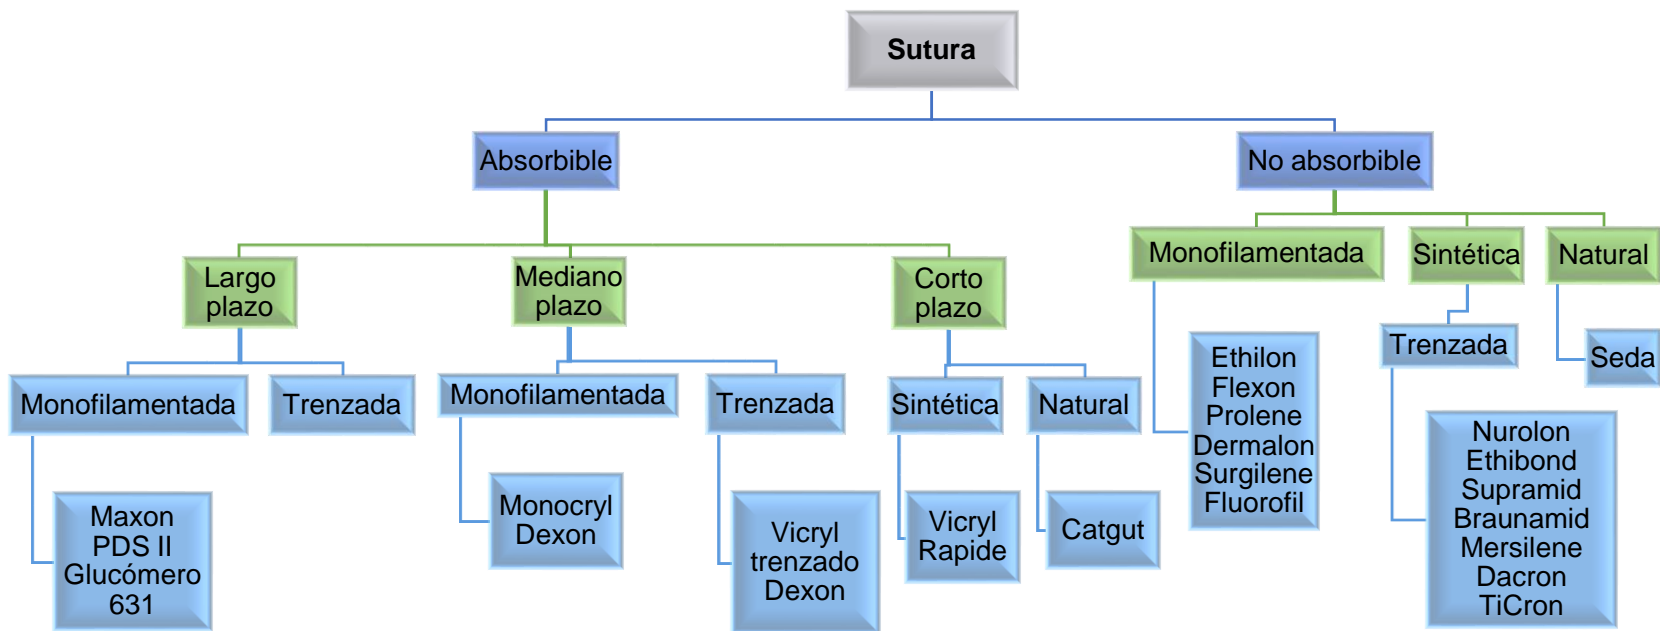 Sutura
Absorbible
No absorbible
Largo
plazo
Mediano
plazo
Corto
plazo
Monofilamentada
Sintética
Natural
Monofilamentada
Trenzada
Monofilamentada
Trenzada
Sintética
Natural
Trenzada
Seda
Maxon
PDS II
Glucómero
631
Monocryl
Dexon
Vicryl
trenzado
Dexon
Vicryl
Rapide
Catgut
Ethilon
Flexon
Prolene
Dermalon
Surgilene
Fluorofil
Nurolon
Ethibond
Supramid
Braunamid
Mersilene
Dacron
TiCron